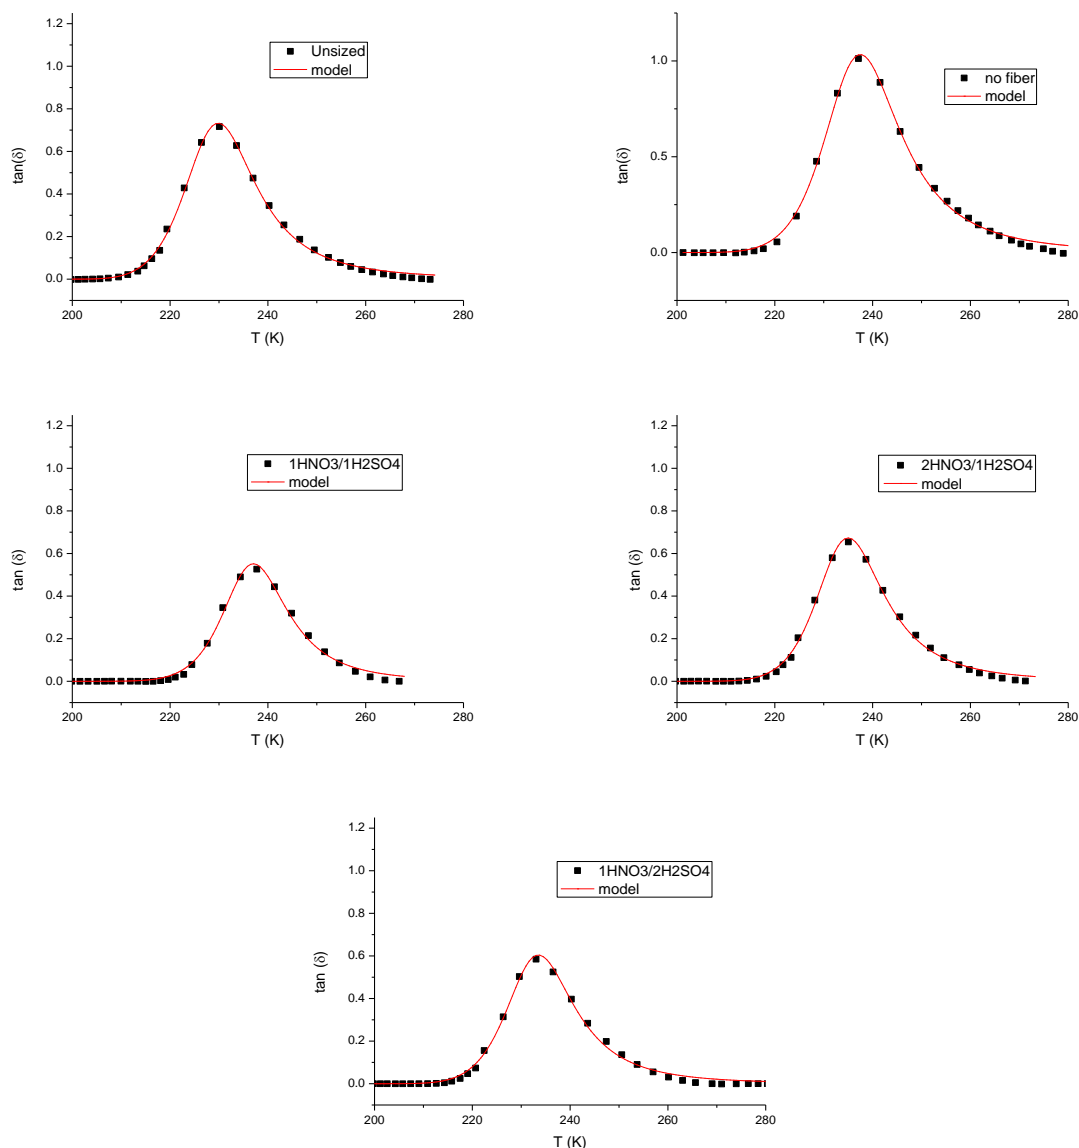 1.2
1.0
0.8
0.6
0.4
0.2
0.0
tan(δ)
Unsized
model
200 220 240 260 280
T (K)
1.0
0.5
0.0
tan(δ)
no fiber
model
200 220 240 260 280
T (K)
1.2
1.0
0.8
0.6
0.4
0.2
0.0
tan (δ)
1HNO3/1H2SO4
model
200 220 240 260 280
T (K)
1.2
1.0
0.8
0.6
0.4
0.2
0.0
tan (δ)
2HNO3/1H2SO4
model
200 220 240 260 280
T (K)
1.2
1.0
0.8
0.6
0.4
0.2
0.0
tan (δ)
1HNO3/2H2SO4
model
200 220 240 260 280
T (K)